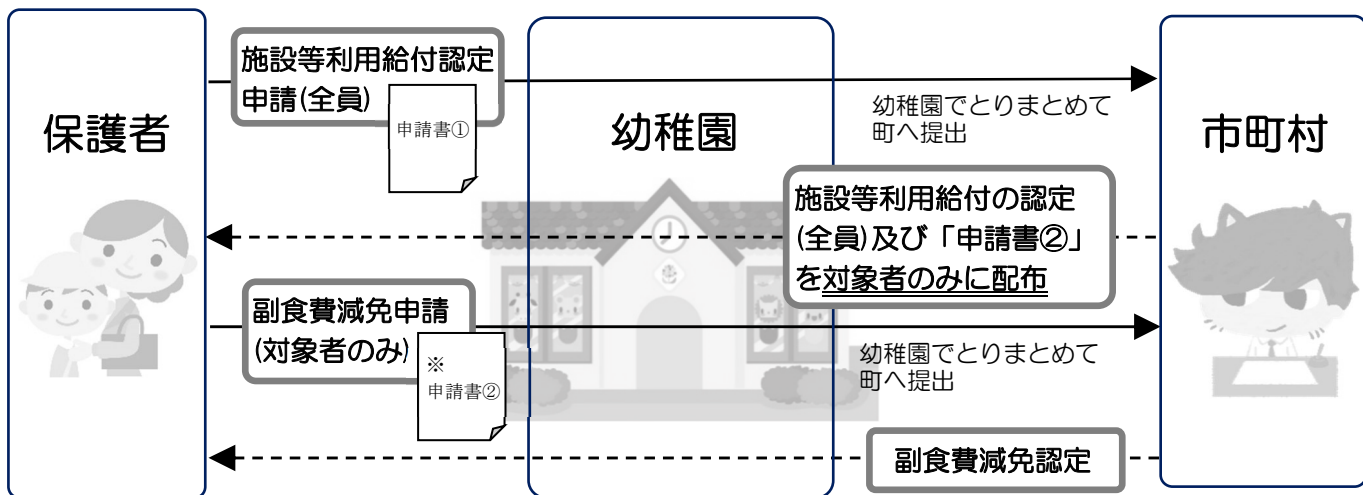 保護者
施設等利用給付認定
申請(全員)
申請書①
幼稚園
幼稚園でとりまとめて
町へ提出
市町村
施設等利用給付の認定
(全員)及び「申請書②」
を対象者のみに配布
副食費減免申請
(対象者のみ)
※
申請書②
幼稚園でとりまとめて
町へ提出
副食費減免認定